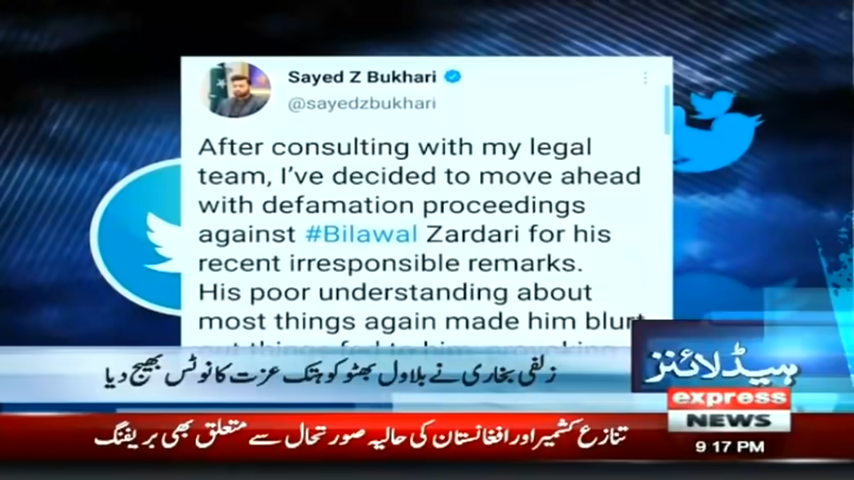 Sayed Z Bukhari
@sayedzbukhari
After consulting with my legal
team, I've decided to move ahead
with defamation proceedings
against #Bilawal Zardari for his
recent irresponsible remarks.
His poor understanding about
most things again made him blurt
زلفی بخاری نے بلاول بھٹو کو ہتک عزت کا نوٹس بھیج دیا
ہیڈلائنز
express
NEWS
تنازع کشمیر اور افغانستان کی حالیہ صورتحال سے متعلق بھی بریفنگ
9:17 PM